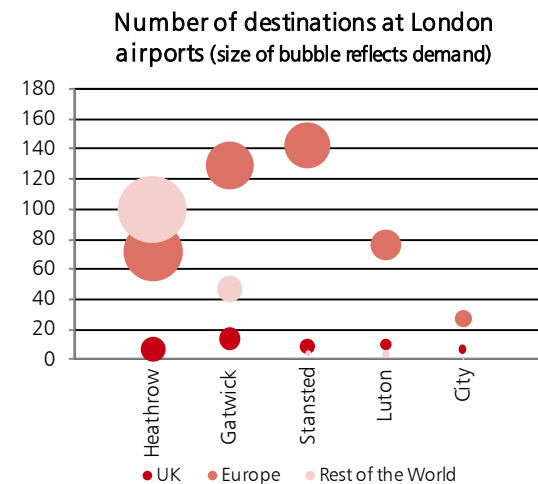 Number of destinations at London
airports (size of bubble reflects demand)
180
160
140
120
100
80
60
40
20
0
Heathrow
Gatwick
Stansted
Luton
City
UK
Europe
Rest of the World